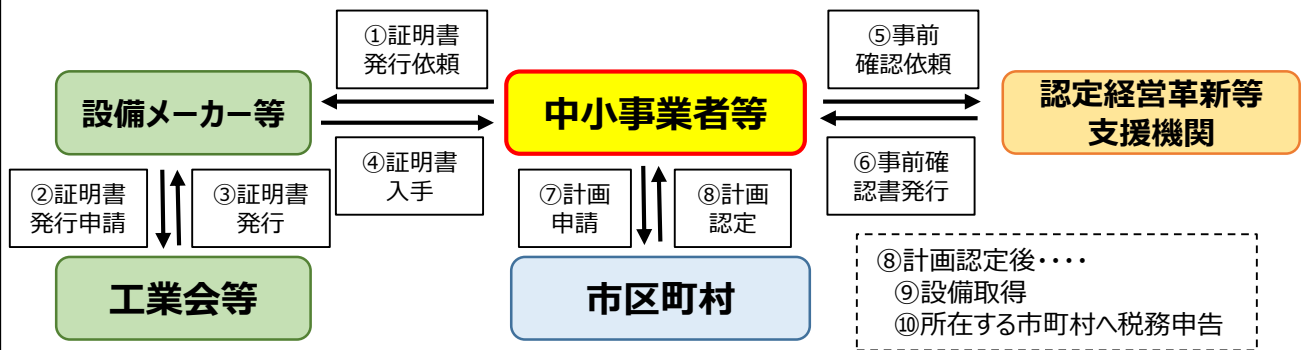 ①証明書
発行依頼
⑤事前
確認依頼
設備メーカー等
中小事業者等
認定経営革新等
支援機関
④証明書
入手
⑥事前確
認書発行
②証明書
発行申請
③証明書
発行
⑦計画
申請
⑧計画
認定
工業会等
市区町村
⑧計画認定後・・・・
⑨設備取得
⑩所在する市町村へ税務申告